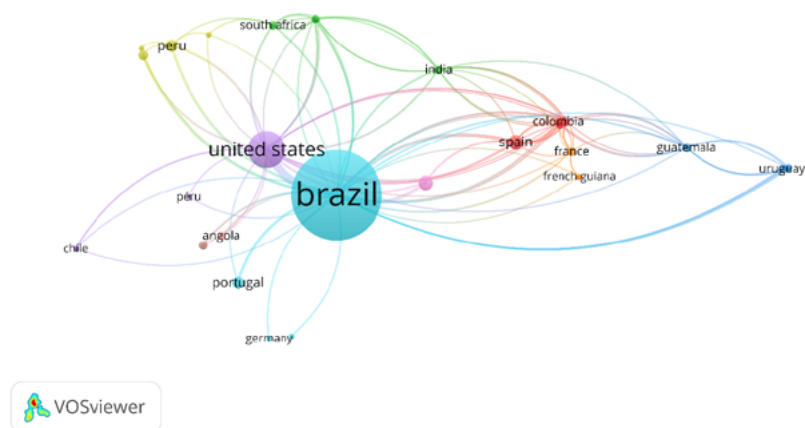 south africa
peru
india
colombia
united states
spain
france
guatemala
french guiana
uruguay
brazil
peru
angola
chile
portugal
germany
VOSviewer